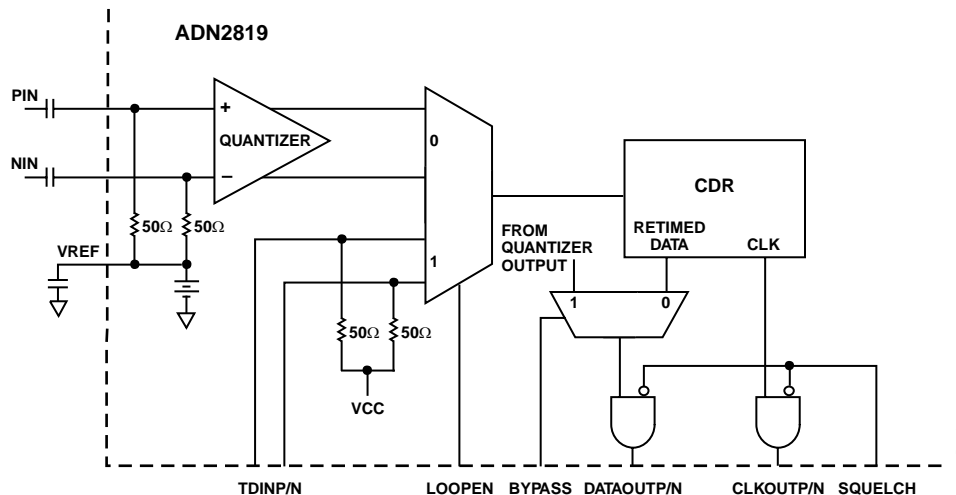 ADN2819
PIN
+
QUANTIZER
0
NIN
−
CDR
50Ω
50Ω
FROM
QUANTIZER
OUTPUT
RETIMED
DATA
CLK
VREF
1
1
0
50Ω
50Ω
VCC
TDINP/N
LOOPEN
BYPASS
DATAOUTP/N
CLKOUTP/N
SQUELCH